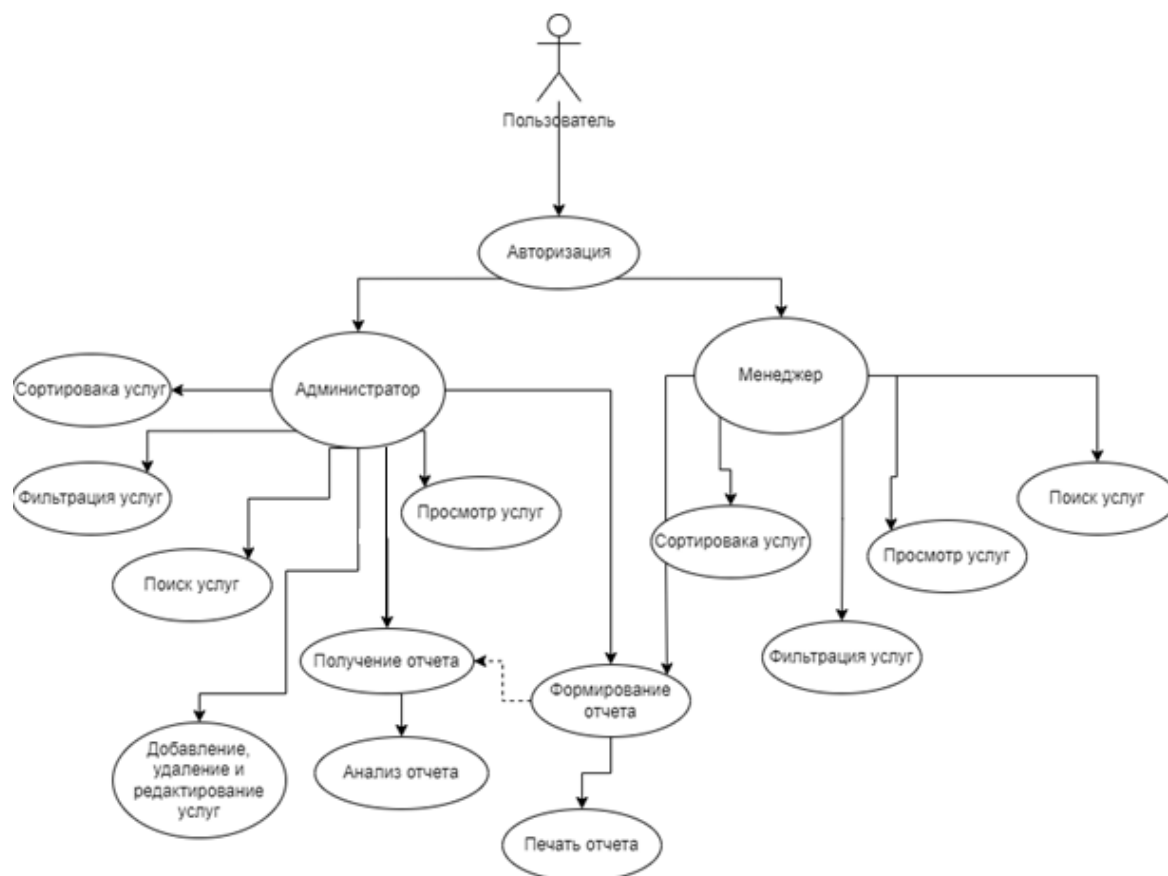 Пользователь
Авторизация
Администратор
Менеджер
Сортировака услуг
Фильтрация услуг
Просмотр услуг
Поиск услуг
Сортировака услуг
Просмотр услуг
Поиск услуг
Получение отчета
Фильтрация услуг
Формирование
отчета
Добавление,
удаление и
редактирование
услуг
Анализ отчета
Печать отчета